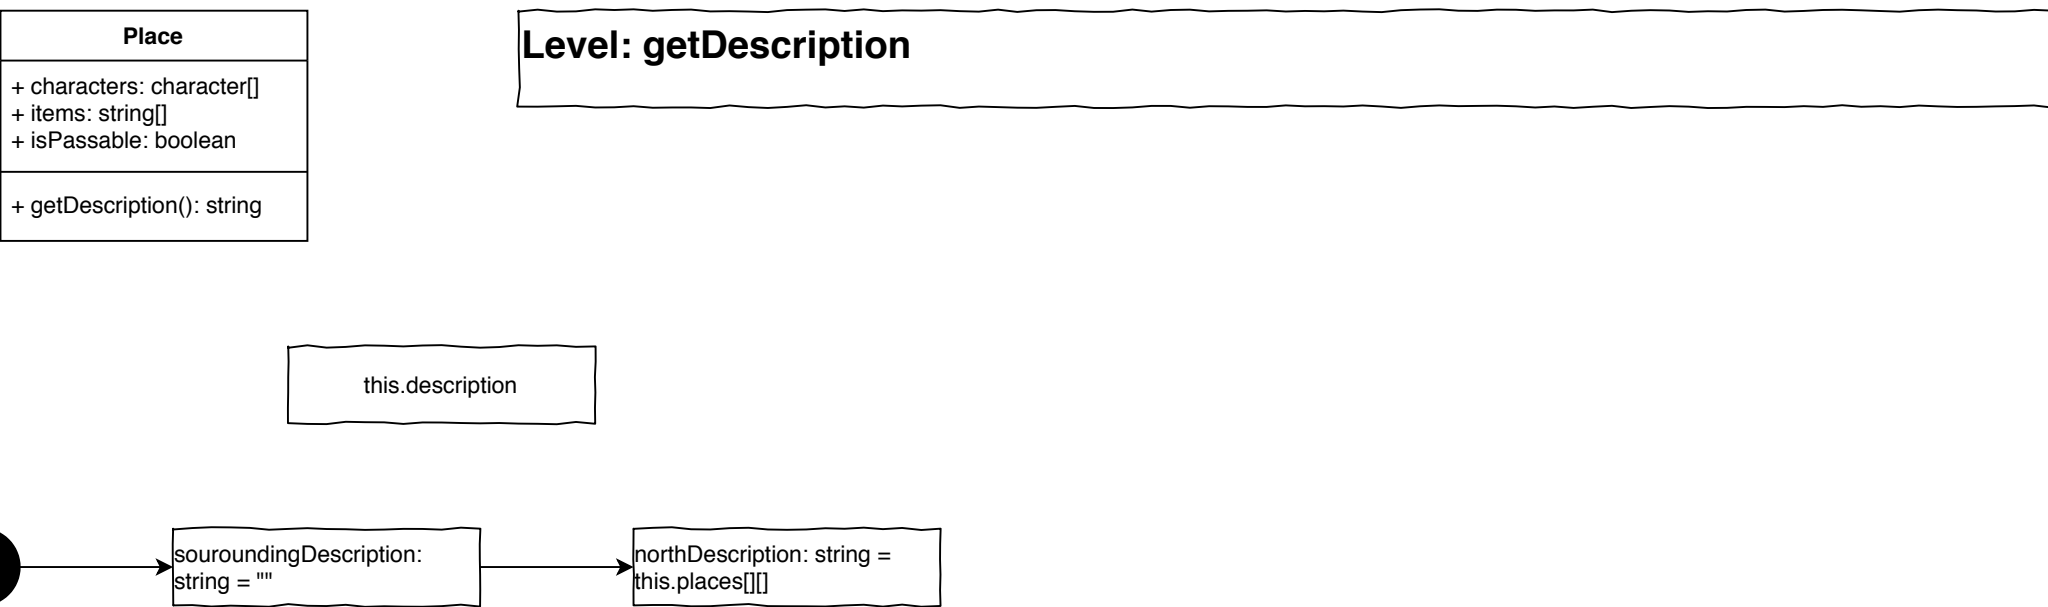 Place
+ characters: character[]
+ items: string[]
+ isPassable: boolean
+ getDescription(): string
Level: getDescription
this.description
souroundingDescription:
string = ""
northDescription: string =
this.places[][]